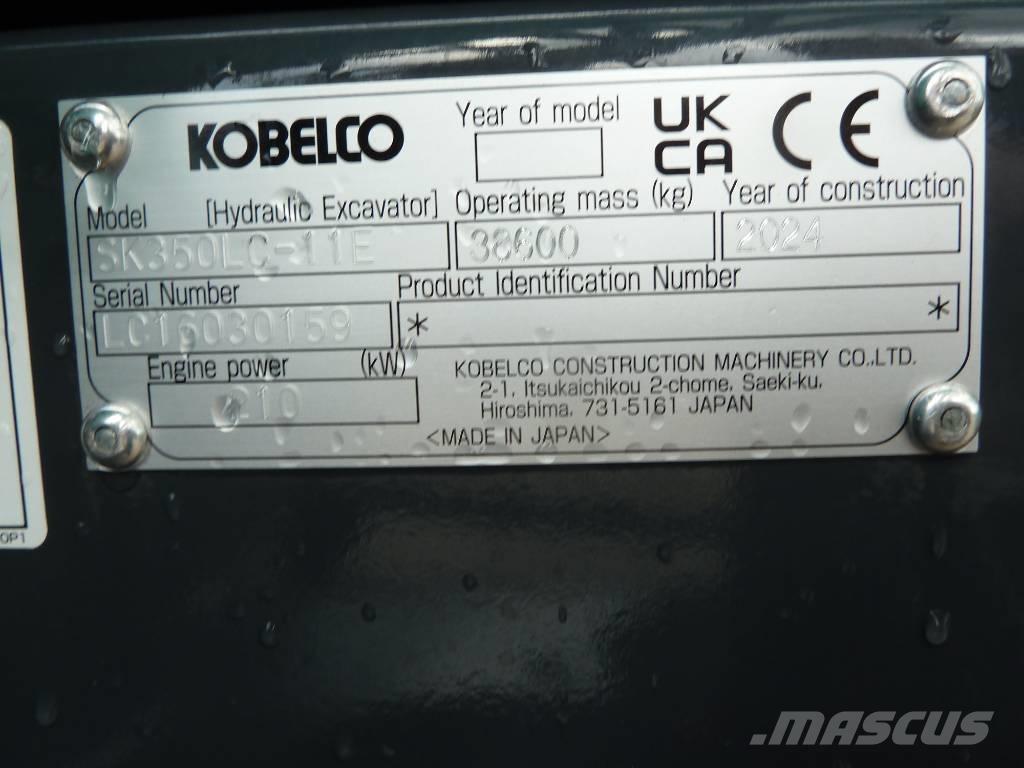 KOBELCO
Year of model
UK
CA
CE
Model [Hydraulic Excavator]
Operating mass (kg)
Year of construction
SK350LC-11E
38600
2024
Serial Number
Product Identification Number
LC16030159
* *
Engine power (kW)
210
KOBELCO CONSTRUCTION MACHINERY CO.,LTD.
2-1, Itsukaichikou 2-chome, Saeki-ku,
Hiroshima, 731-5161 JAPAN
<MADE IN JAPAN>
OP1
.MASCUS